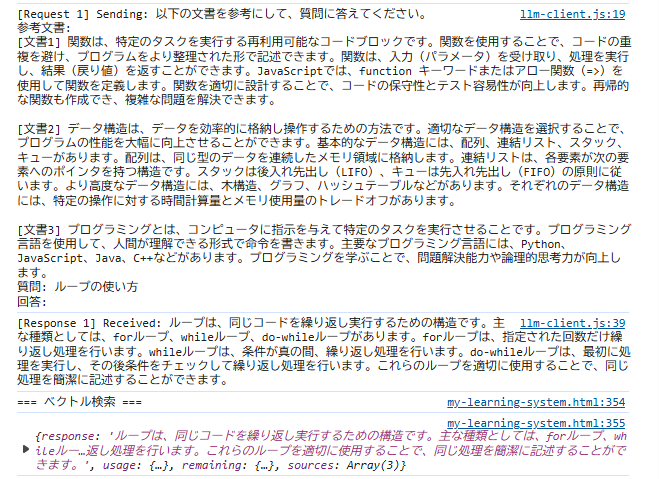 [Request 1] Sending: 以下の文書を参考にして、質問に答えてください。 llm-client.js:19
参考文書:
[文書1] 関数は、特定のタスクを実行する再利用可能なコードブロックです。関数を使用することで、コードの重
複を避け、プログラムをより整理された形で記述できます。関数は、入力（パラメータ）を受け取り、処理を実行
し、結果（戻り値）を返すことができます。JavaScriptでは、function キーワードまたはアロー関数（=>）を
使用して関数を定義します。関数を適切に設計することで、コードの保守性とテスト容易性が向上します。再帰的
な関数も作成でき、複雑な問題を解決できます。
[文書2] データ構造は、データを効率的に格納し操作するための方法です。適切なデータ構造を選択することで、
プログラムの性能を大幅に向上させることができます。基本的なデータ構造には、配列、連結リスト、スタック、
キューがあります。配列は、同じ型のデータを連続したメモリ領域に格納します。連結リストは、各要素が次の要
素へのポインタを持つ構造です。スタックは後入れ先出し（LIFO）、キューは先入れ先出し（FIFO）の原則に従
います。より高度なデータ構造には、木構造、グラフ、ハッシュテーブルなどがあります。それぞれのデータ構造
には、特定の操作に対する時間計算量とメモリ使用量のトレードオフがあります。
[文書3] プログラミングとは、コンピュータに指示を与えて特定のタスクを実行させることです。プログラミング
言語を使用して、人間が理解できる形式で命令を書きます。主要なプログラミング言語には、Python、
JavaScript、Java、C++などがあります。プログラミングを学ぶことで、問題解決能力や論理的思考力が向上し
ます。
質問: ループの使い方
回答:
[Response 1] Received: ループは、同じコードを繰り返し実行するための構造です。主 llm-client.js:39
な種類としては、forループ、whileループ、do-whileループがあります。forループは、指定された回数だけ繰
り返し処理を行います。whileループは、条件が真の間、繰り返し処理を行います。do-whileループは、最初に処
理を実行し、その後条件をチェックして繰り返し処理を行います。これらのループを適切に使用することで、同じ
処理を簡潔に記述することができます。
=== ベクトル検索 === my-learning-system.html:354
my-learning-system.html:355
{response: 'ループは、同じコードを繰り返し実行するための構造です。主な種類としては、forループ、wh
ileルー…返し処理を行います。これらのループを適切に使用することで、同じ処理を簡潔に記述することがで
きます。', usage: {…}, remaining: {…}, sources: Array(3)}